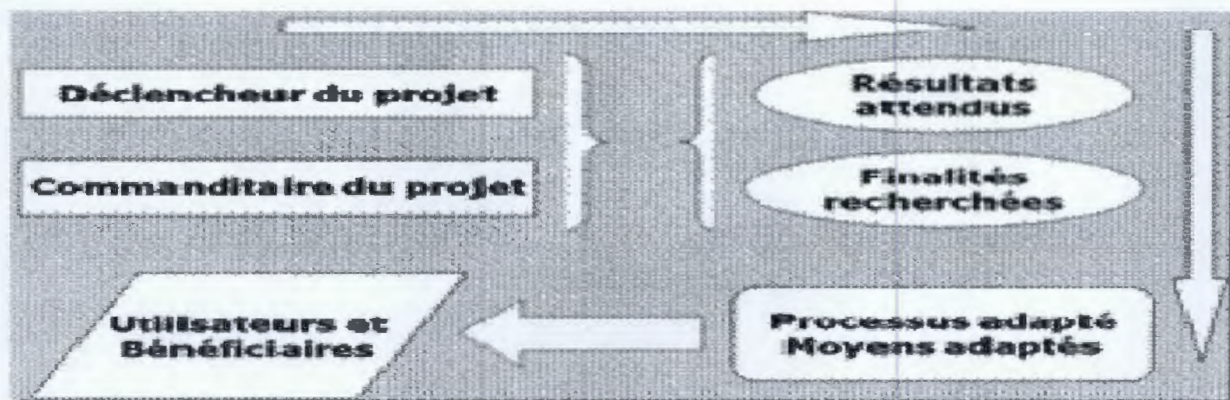 Déclencheur du projet
Résultats
attendus
Commanditaire du projet
Finalités
recherchées
Utilisateurs et
Bénéficiaires
Processus adapté
Moyens adaptés